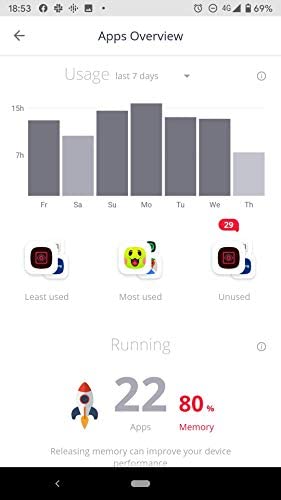 18:53 4G 69%
Apps Overview
Usage last 7 days
15h
7h
Fr Sa Su Mo Tu We Th
29
Least used Most used Unused
Running
22 80 %
Apps Memory
Releasing memory can improve your device
performance